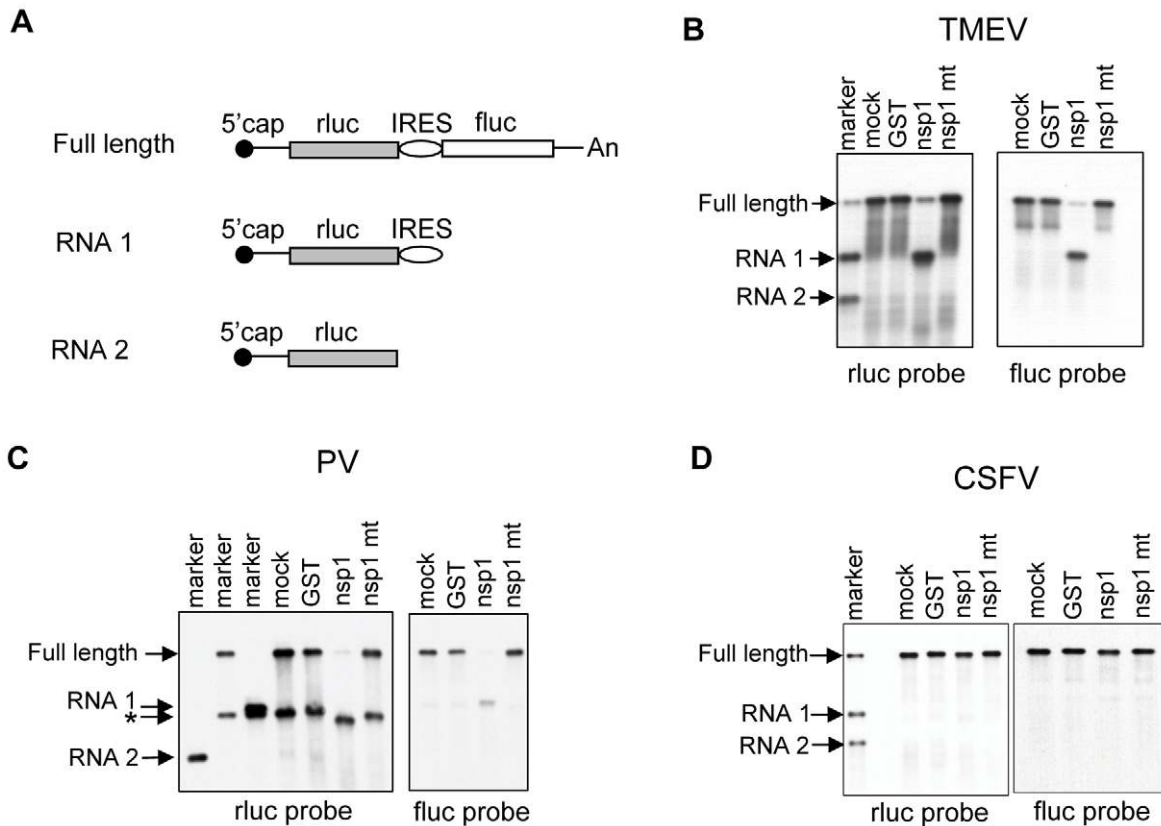 A
5'cap rluc IRES fluc
Full length An
5'cap rluc IRES
RNA 1
5'cap rluc
RNA 2
B
TMEV
marker mock GST nsp1 nsp1 mt mock GST nsp1 nsp1 mt
Full length
RNA 1
RNA 2
rluc probe fluc probe
C
PV
marker marker marker mock GST nsp1 nsp1 mt mock GST nsp1 nsp1 mt
Full length
RNA 1
*
RNA 2
rluc probe fluc probe
D
CSFV
marker mock GST nsp1 nsp1 mt mock GST nsp1 nsp1 mt
Full length
RNA 1
RNA 2
rluc probe fluc probe